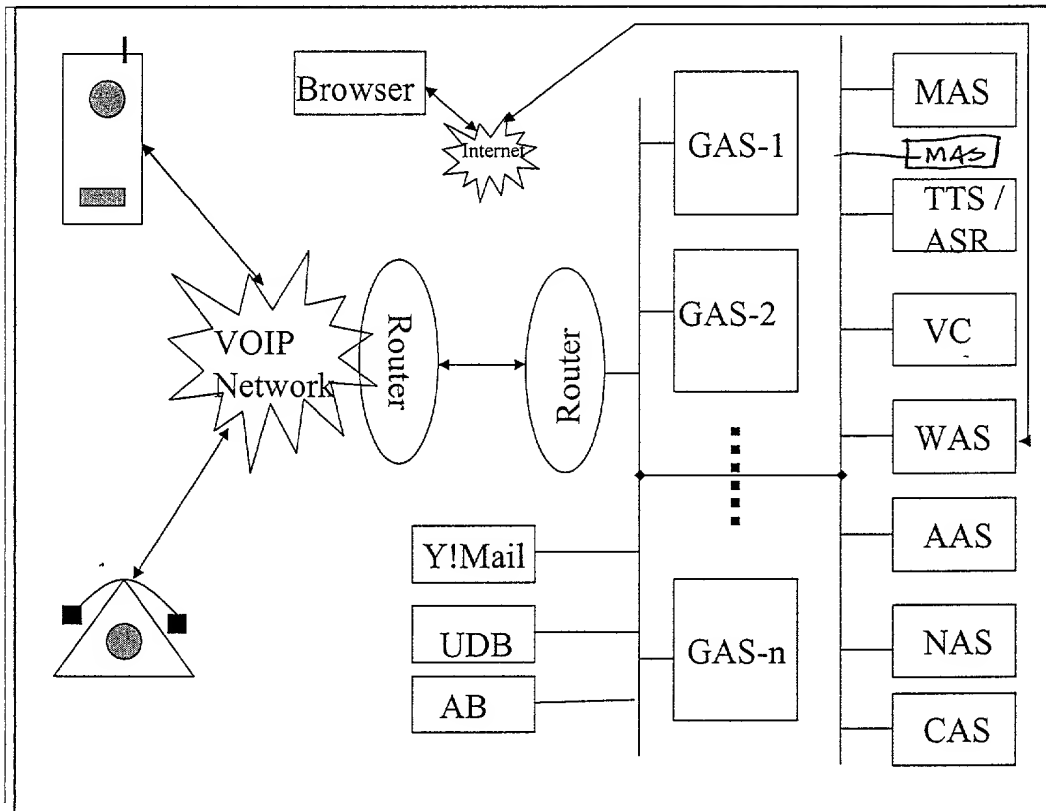 Browser
Internet
VOIP
Network
Router
Router
GAS-1
GAS-2
GAS-n
Y!Mail
UDB
AB
MAS
MAS
TTS /
ASR
VC
WAS
AAS
NAS
CAS